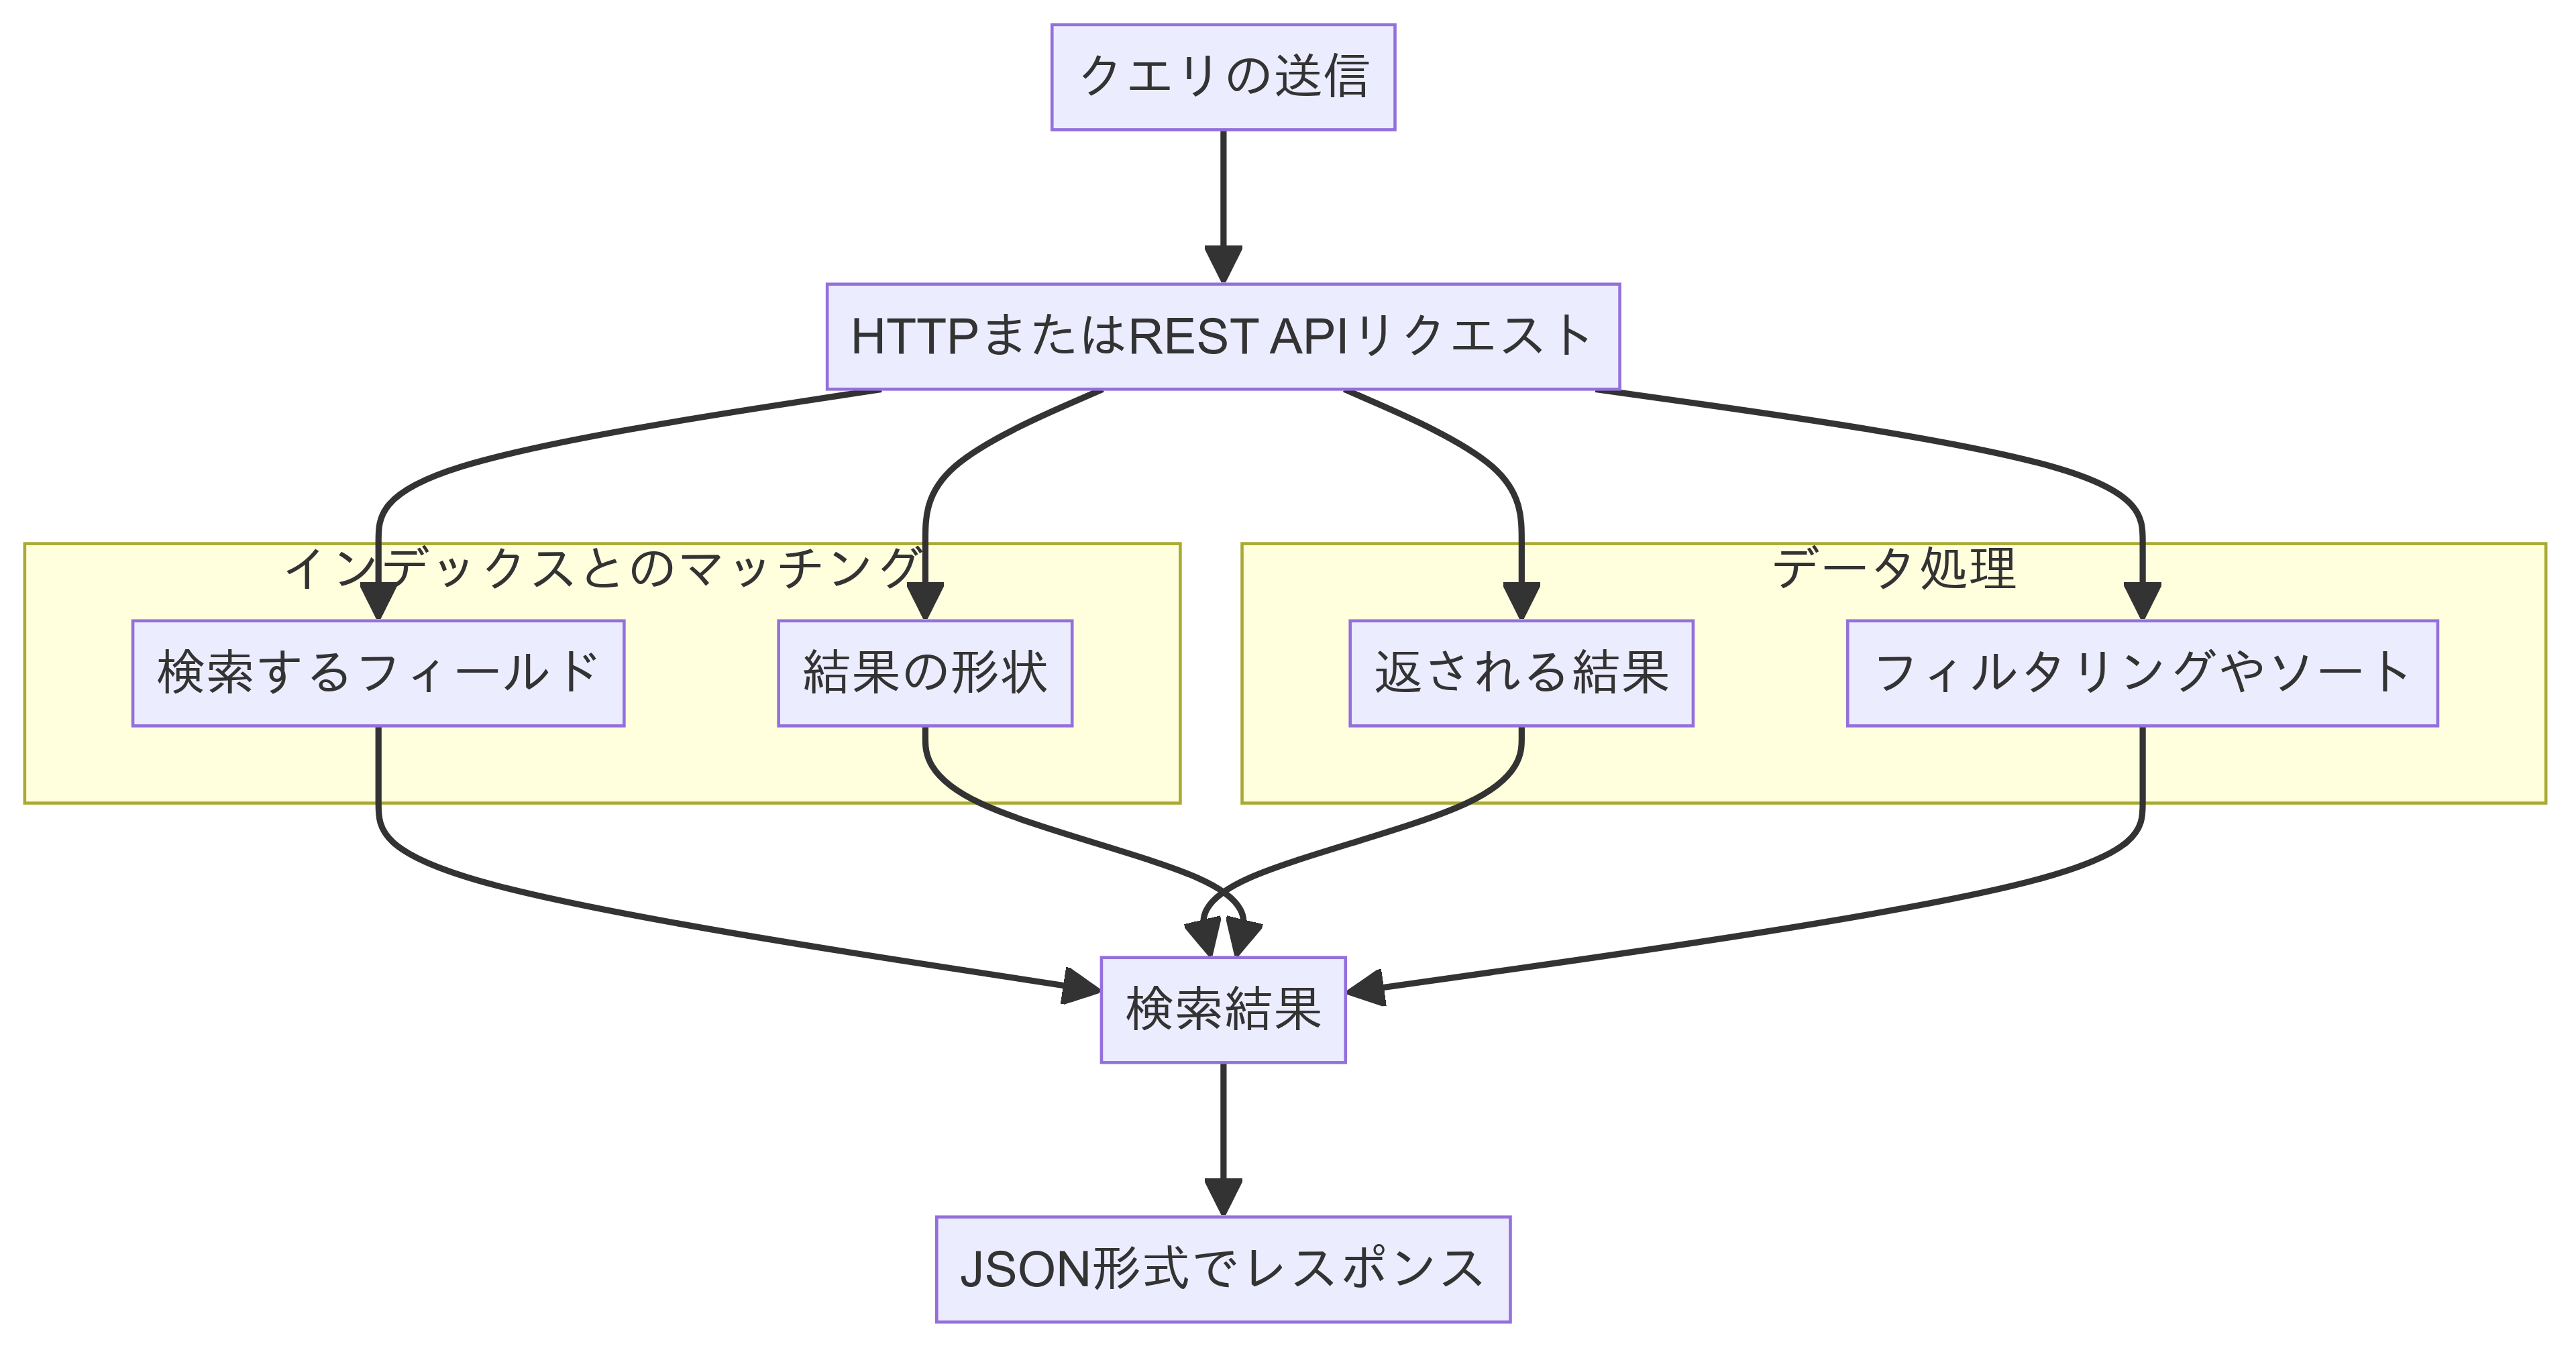 クエリの送信
HTTPまたはREST APIリクエスト
インデックスとのマッチング
データ処理
検索するフィールド
結果の形状
返される結果
フィルタリングやソート
検索結果
JSON形式でレスポンス